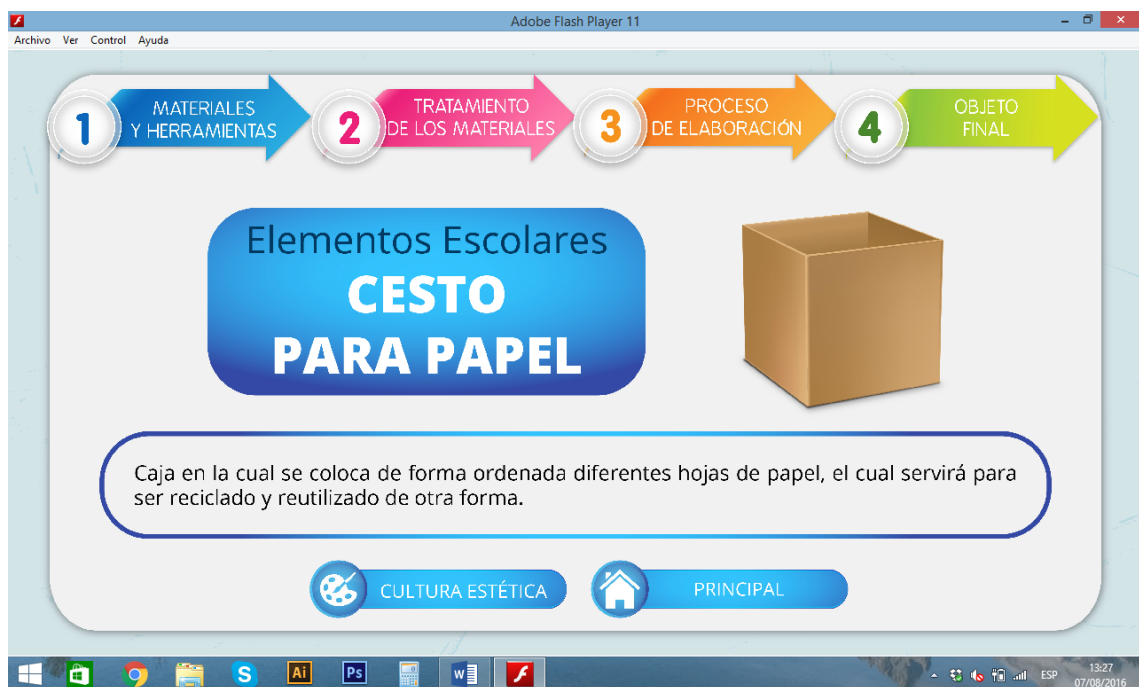 Adobe Flash Player 11
Archivo Ver Control Ayuda
1
MATERIALES
Y HERRAMIENTAS
2
TRATAMIENTO
DE LOS MATERIALES
3
PROCESO
DE ELABORACIÓN
4
OBJETO
FINAL
Elementos Escolares
CESTO
PARA PAPEL
Caja en la cual se coloca de forma ordenada diferentes hojas de papel, el cual servirá para
ser reciclado y reutilizado de otra forma.
CULTURA ESTÉTICA
PRINCIPAL
S
Ai
Ps
W
ESP
13:27
07/08/2016